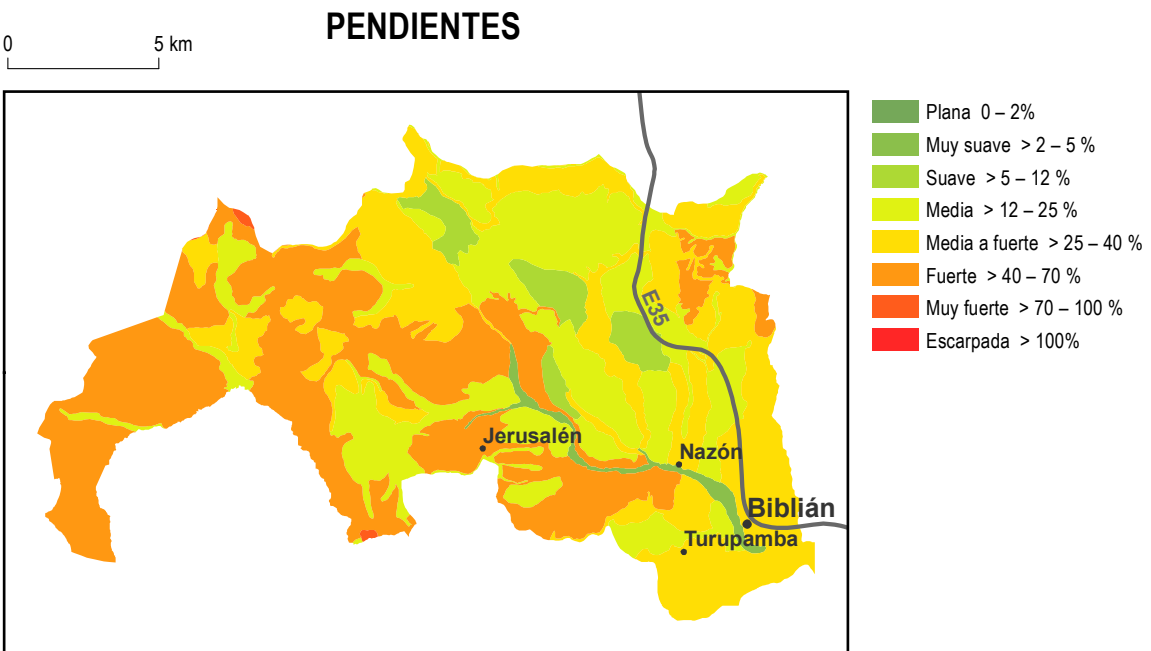 PENDIENTES
0 5 km
Plana 0 – 2%
Muy suave > 2 – 5 %
Suave > 5 – 12 %
Media > 12 – 25 %
Media a fuerte > 25 – 40 %
Fuerte > 40 – 70 %
Muy fuerte > 70 – 100 %
Escarpada > 100%
E35
Jerusalén
Nazón
Biblián
Turupamba